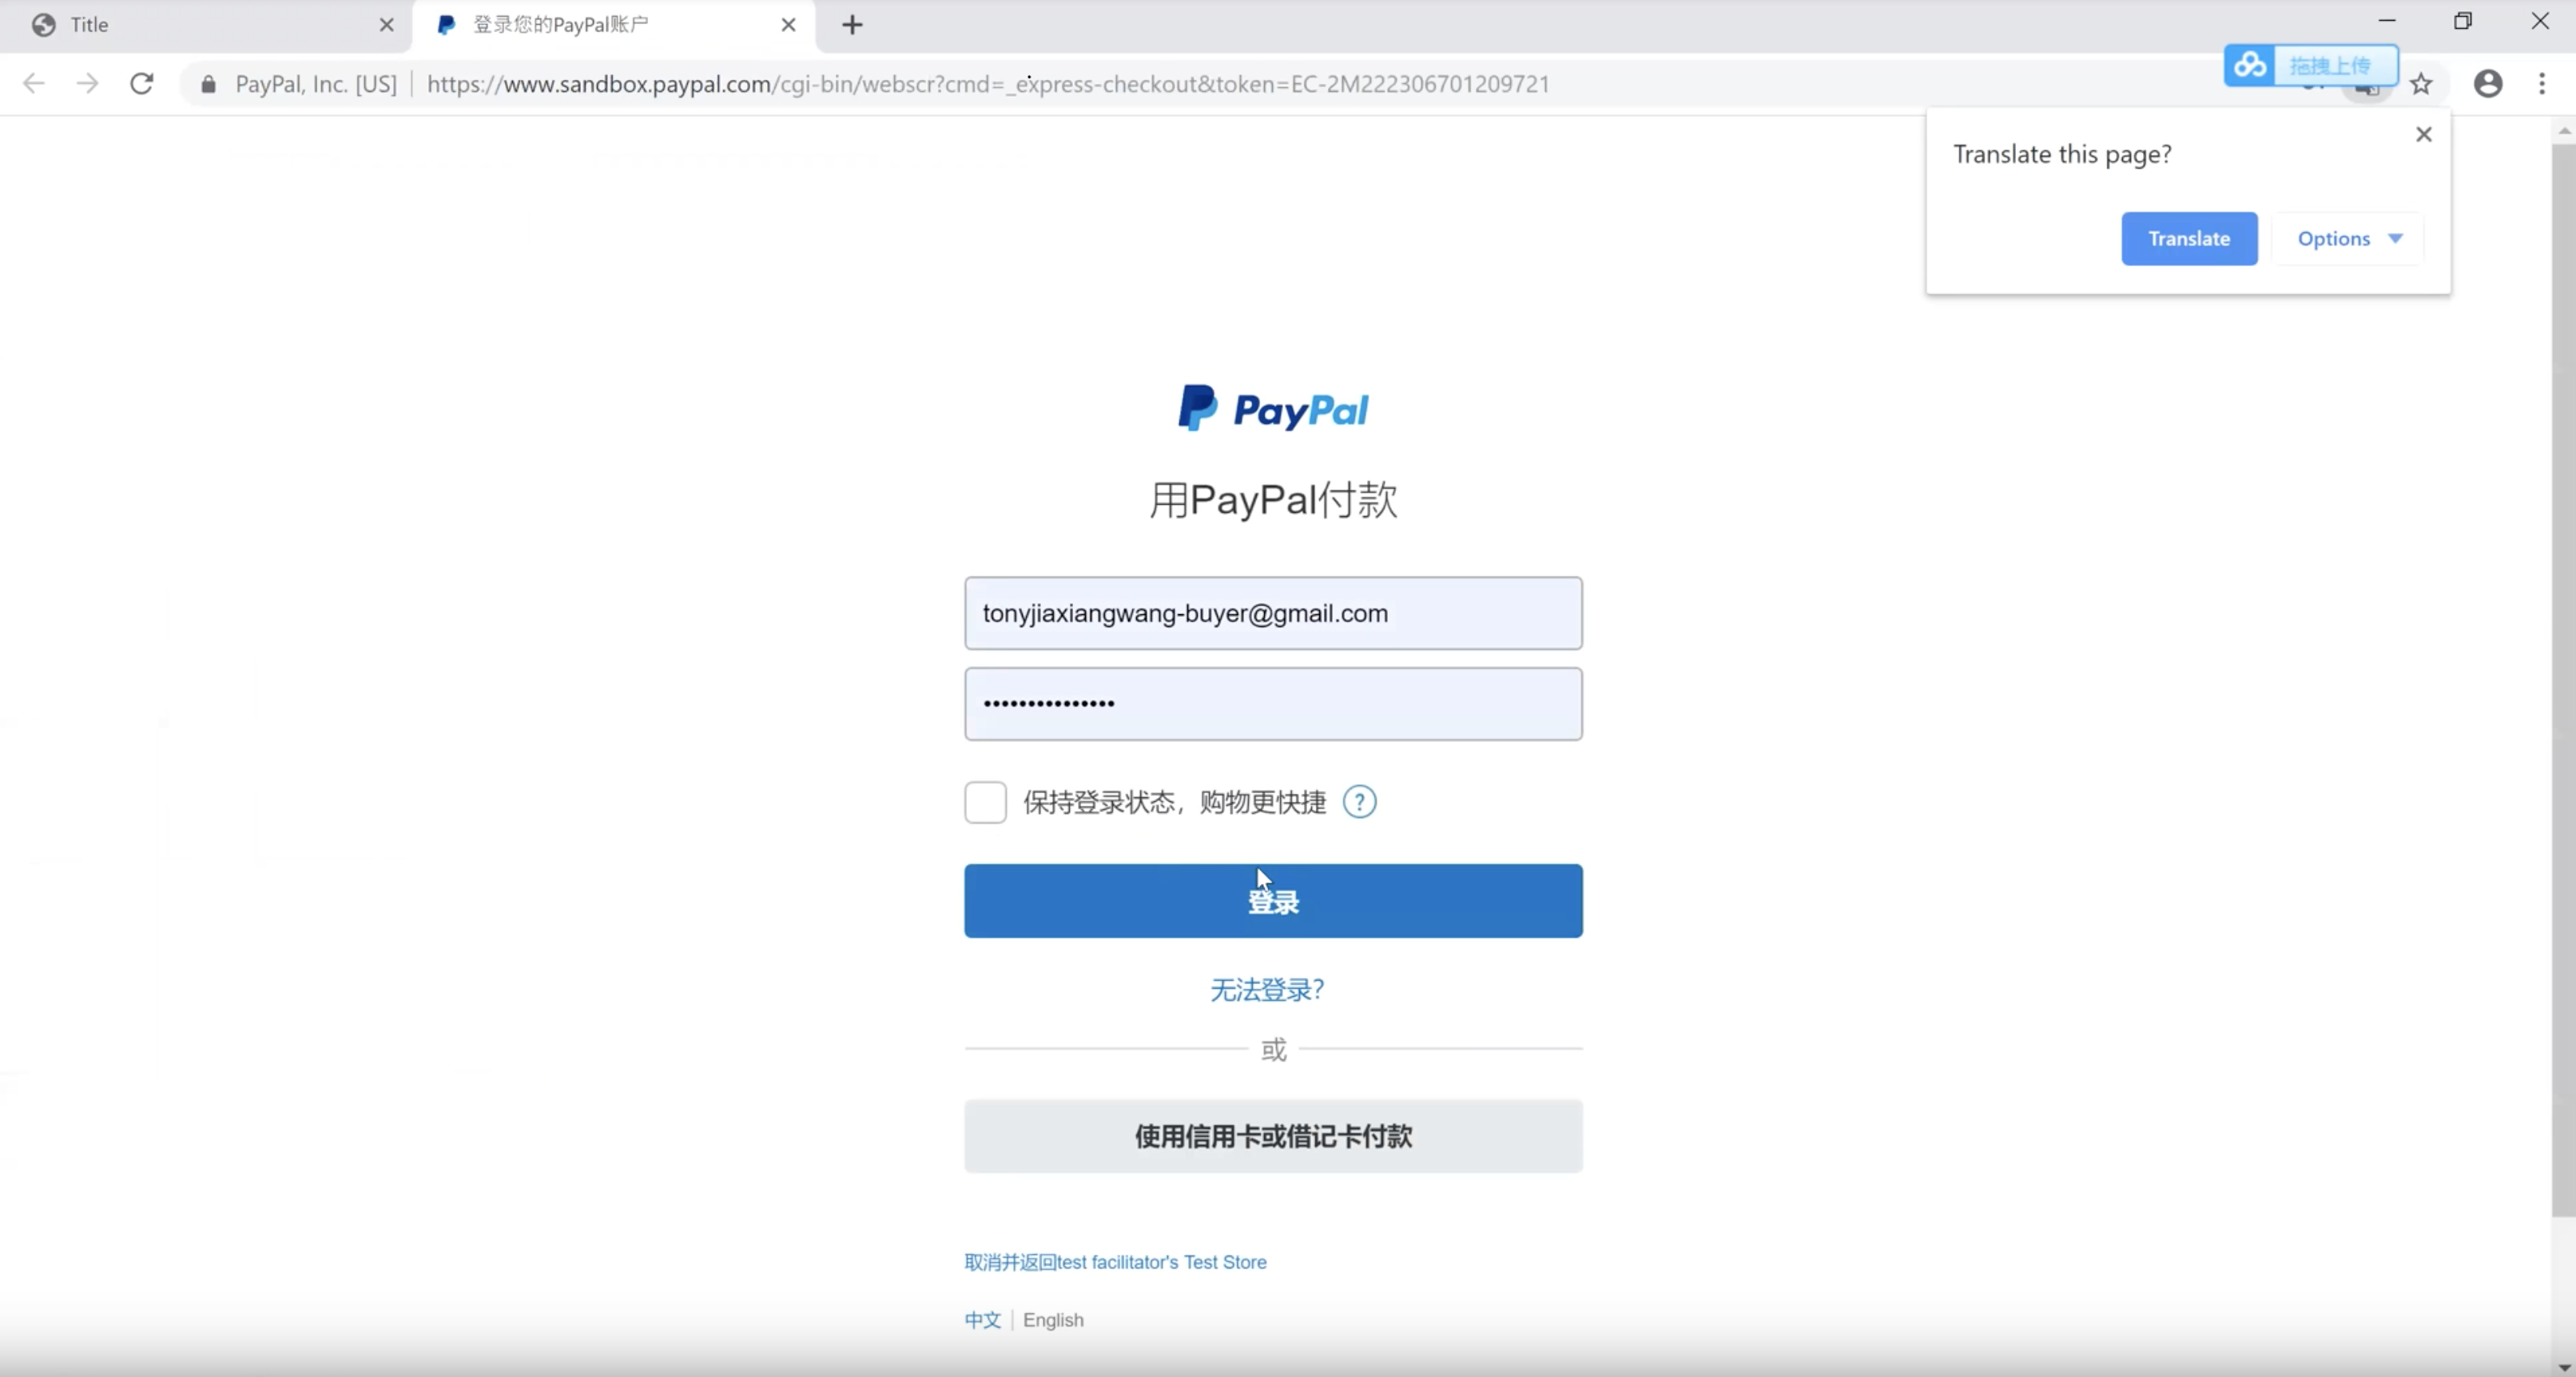 Title
登录您的PayPal账户
PayPal, Inc. [US]
https://www.sandbox.paypal.com/cgi-bin/webscr?cmd=_express-checkout&token=EC-2M222306701209721
拖拽上传
Translate this page?
Translate
Options
PayPal
用PayPal付款
tonyjiaxiangwang-buyer@gmail.com
•••••••••••••••
保持登录状态，购物更快捷 ?
登录
无法登录?
或
使用信用卡或借记卡付款
取消并返回test facilitator's Test Store
中文 | English